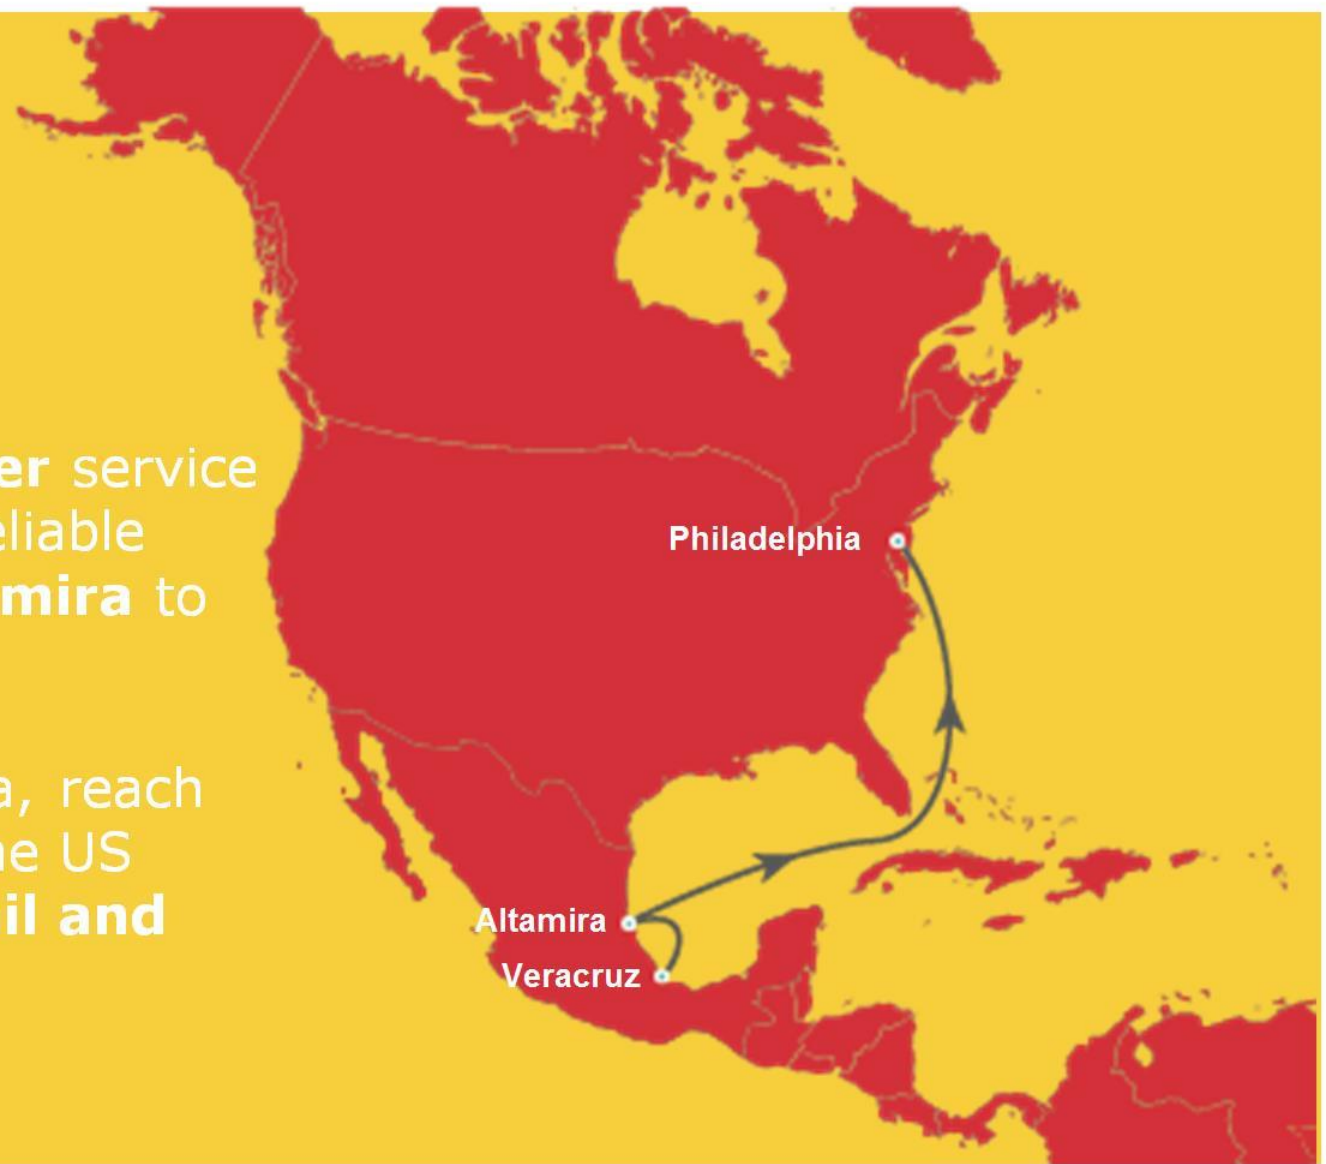 er service
eliable
mira to
a, reach
ne US
il and
Philadelphia
Altamira
Veracruz